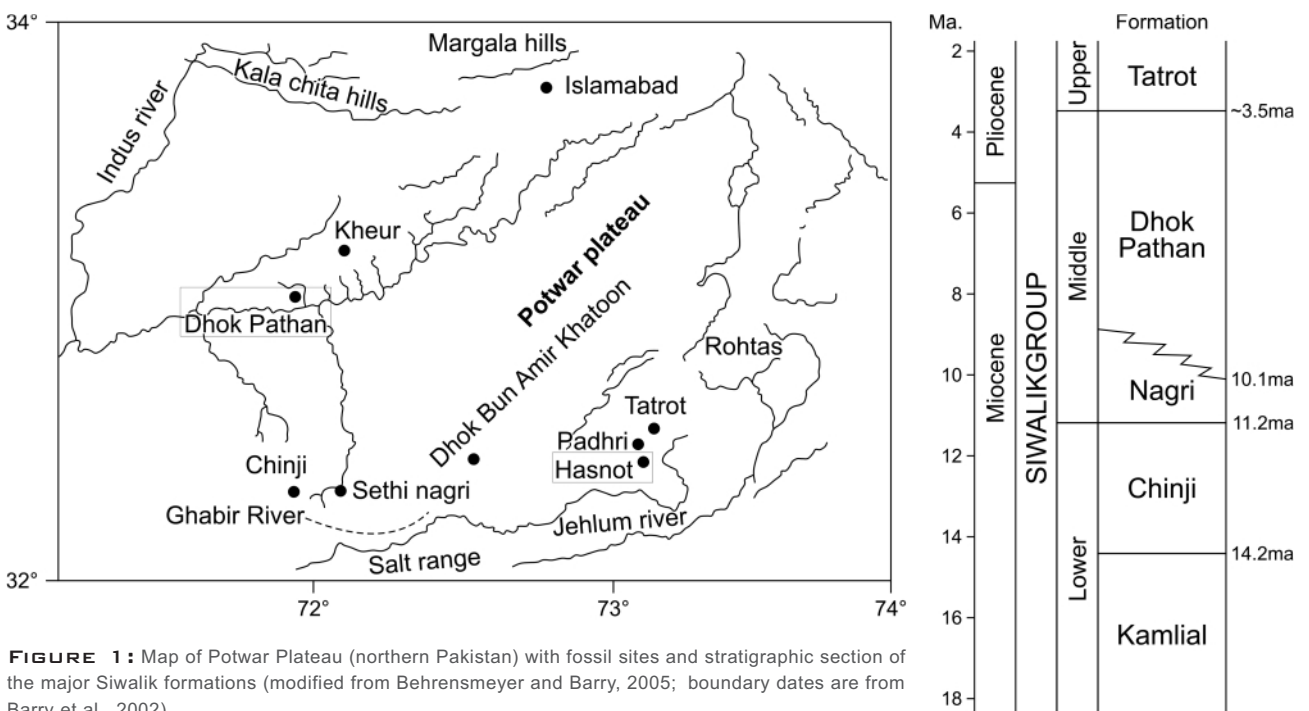 34°
Margala hills
Islamabad
Kala chita hills
Indus river
Kheur
Potwar plateau
Dhok Pathan
Dhok Bun Amir Khatoon
Rohtas
Tatrot
Padhri
Hasnot
Chinji
Sethi nagri
Ghabir River
Jehlum river
Salt range
32°
72°
73°
74°
Ma.
Formation
2
4
6
8
10
12
14
16
18
Pliocene
Miocene
SIWALIKGROUP
Upper
Middle
Lower
Tatrot
~3.5ma
Dhok
Pathan
10.1ma
Nagri
11.2ma
Chinji
14.2ma
Kamlial
FIGURE 1: Map of Potwar Plateau (northern Pakistan) with fossil sites and stratigraphic section of
the major Siwalik formations (modified from Behrensmeyer and Barry, 2005; boundary dates are from
Barry et al., 2002)